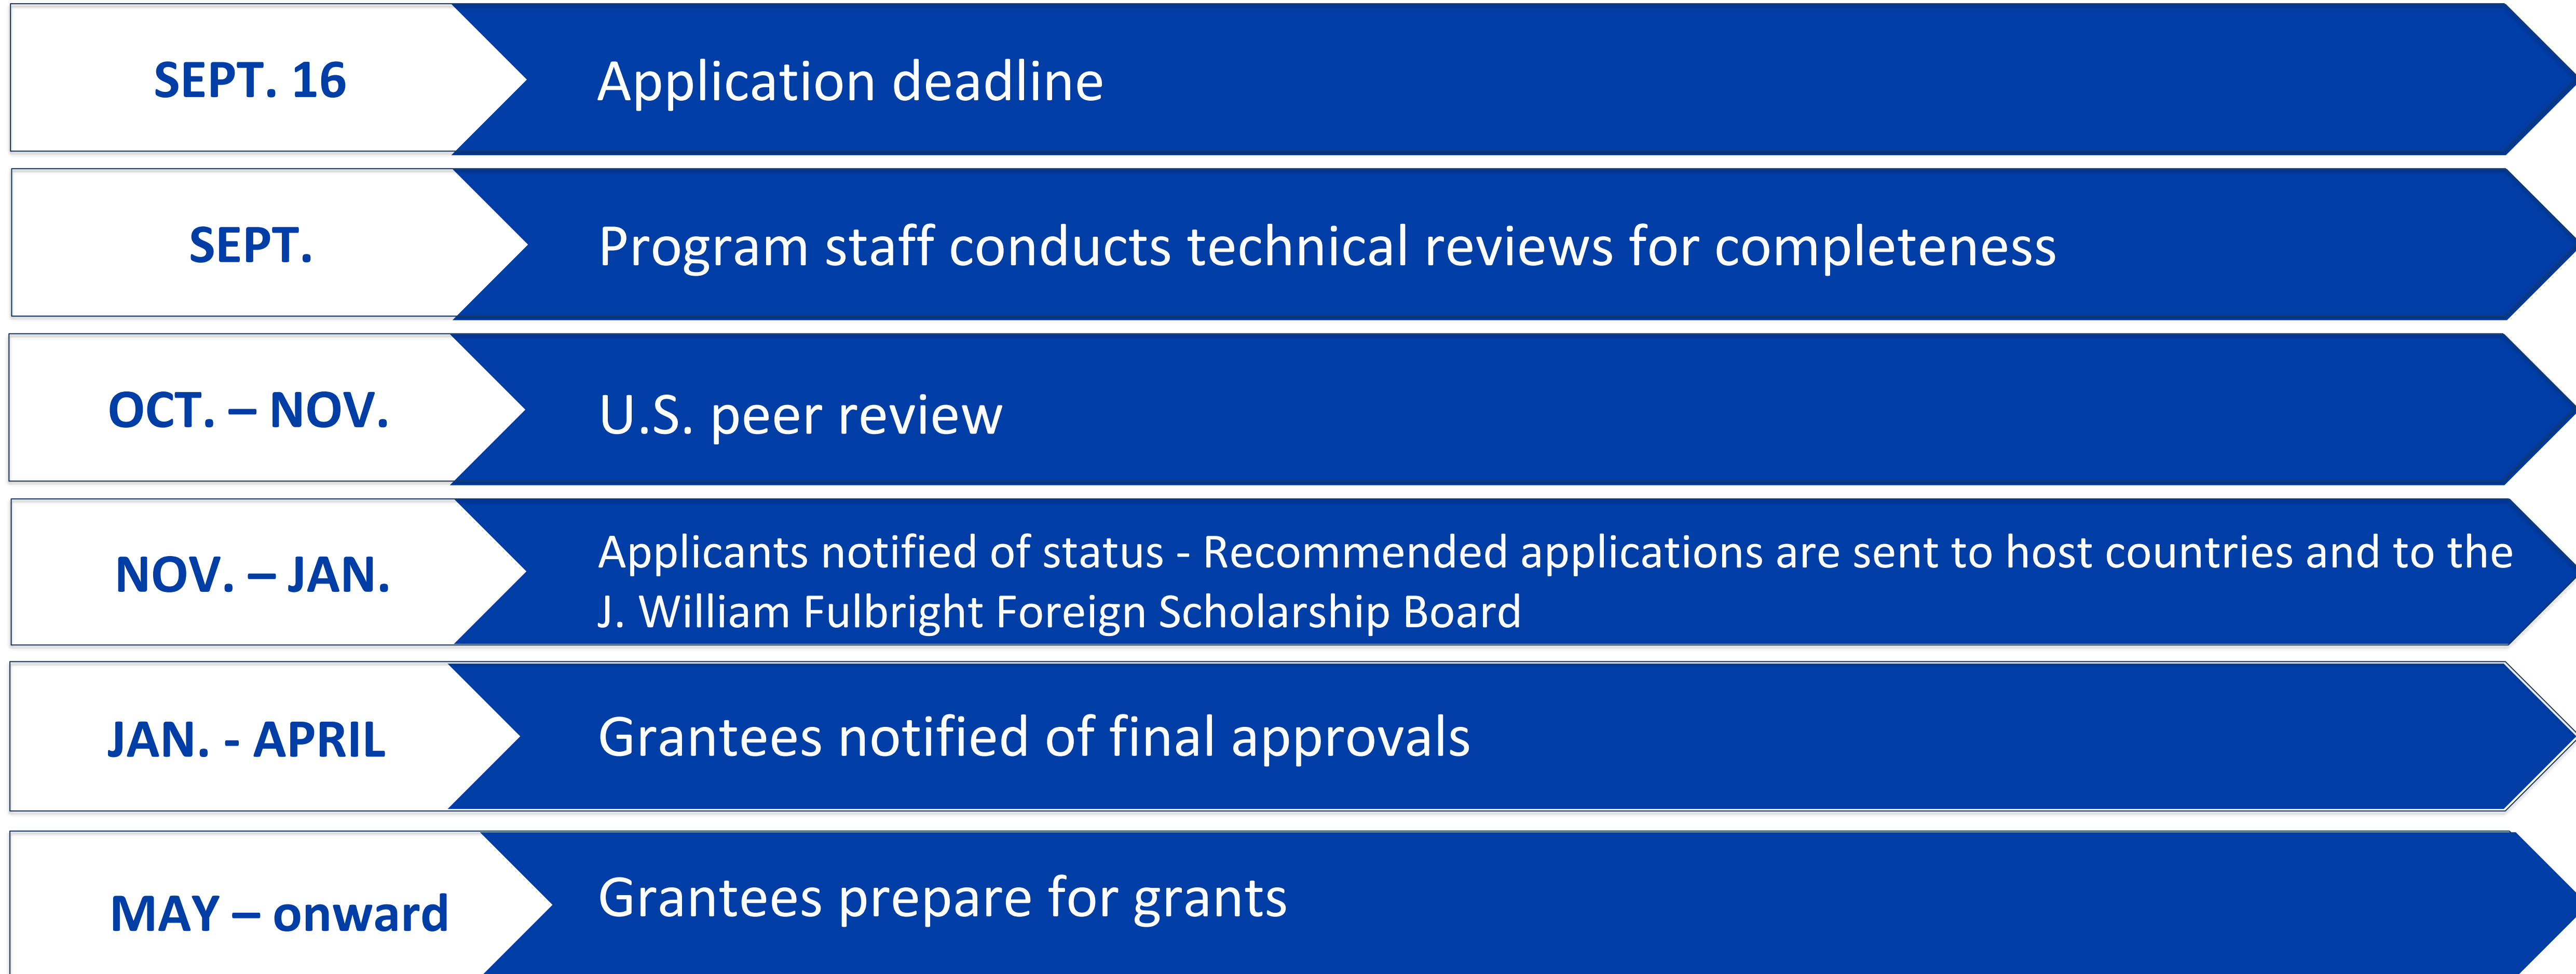 SEPT. 16
Application deadline
SEPT.
Program staff conducts technical reviews for completeness
OCT. – NOV.
U.S. peer review
NOV. – JAN.
Applicants notified of status - Recommended applications are sent to host countries and to the
J. William Fulbright Foreign Scholarship Board
JAN. - APRIL
Grantees notified of final approvals
MAY – onward
Grantees prepare for grants